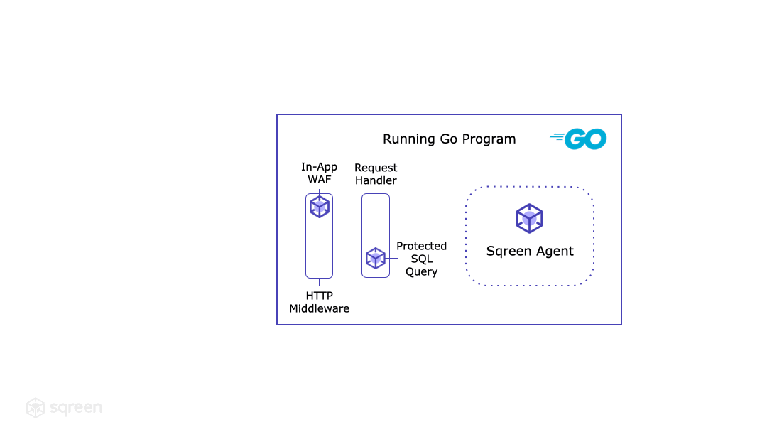 Running Go Program
GO
In-App
WAF
Request
Handler
Protected
SQL
Query
Sqreen Agent
HTTP
Middleware
sqreen